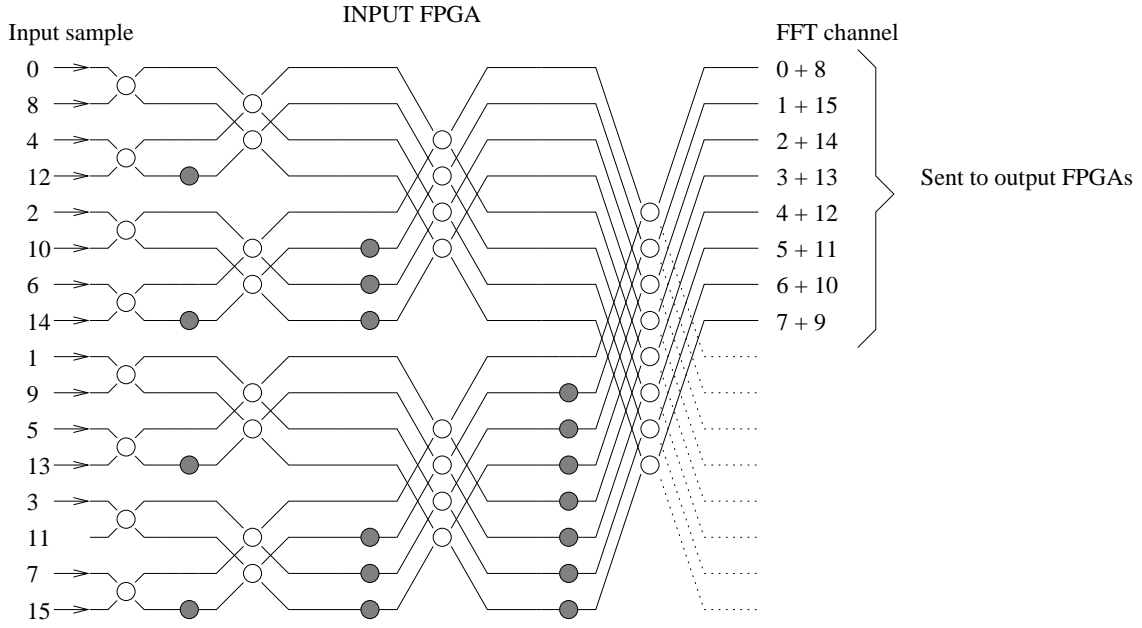 INPUT FPGA
Input sample
FFT channel
0
0 + 8
8
1 + 15
4
2 + 14
12
3 + 13
Sent to output FPGAs
2
4 + 12
10
5 + 11
6
6 + 10
14
7 + 9
1
9
5
13
3
11
7
15